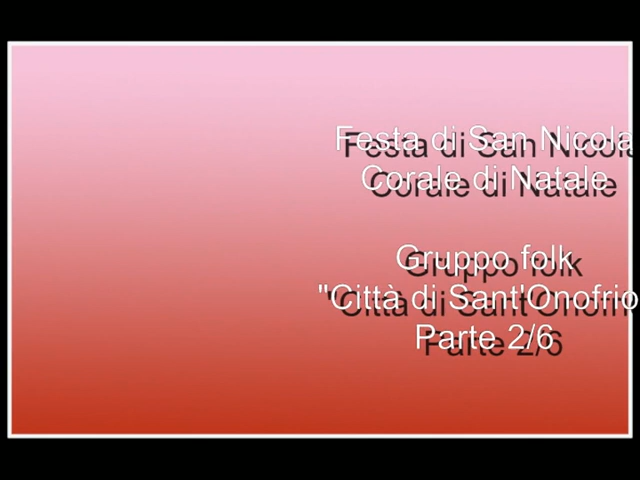 Festa di San Nicola
Corale di Natale
Gruppo folk
"Città di Sant'Onofrio
Parte 2/6